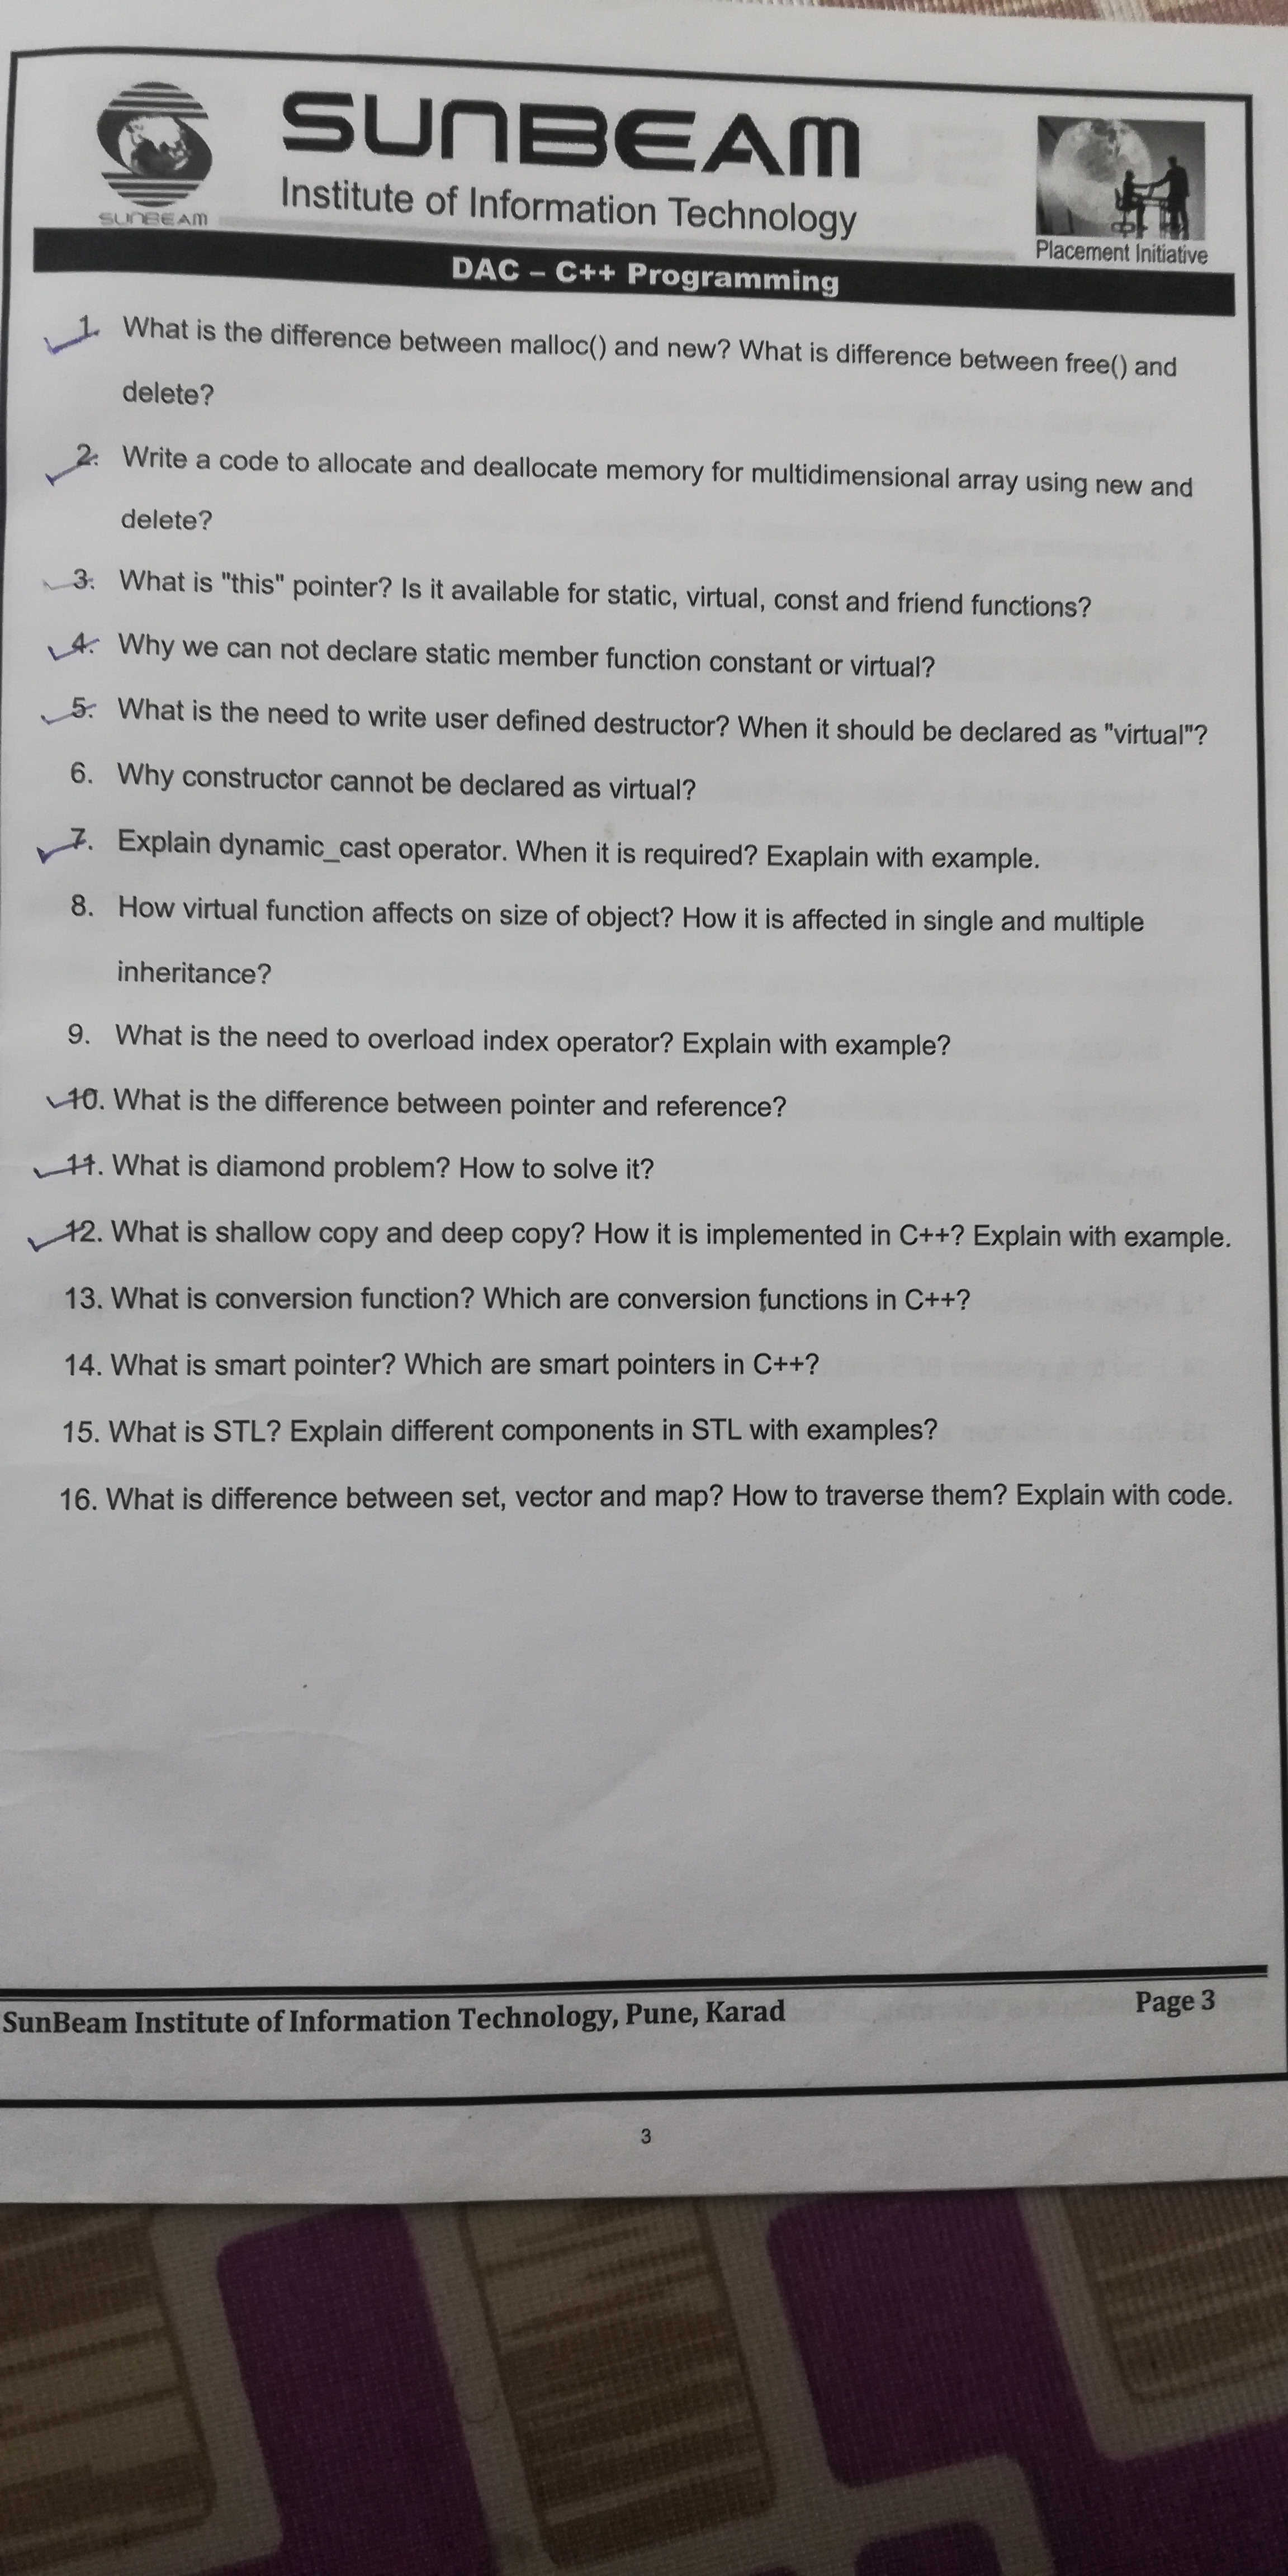 SUNBEAM
SUNBEAM
Institute of Information Technology
Placement Initiative
DAC – C++ Programming
1. What is the difference between malloc() and new? What is difference between free() and
delete?
2. Write a code to allocate and deallocate memory for multidimensional array using new and
delete?
3. What is "this" pointer? Is it available for static, virtual, const and friend functions?
4. Why we can not declare static member function constant or virtual?
5. What is the need to write user defined destructor? When it should be declared as "virtual"?
6. Why constructor cannot be declared as virtual?
7. Explain dynamic_cast operator. When it is required? Exaplain with example.
8. How virtual function affects on size of object? How it is affected in single and multiple
inheritance?
9. What is the need to overload index operator? Explain with example?
10. What is the difference between pointer and reference?
11. What is diamond problem? How to solve it?
12. What is shallow copy and deep copy? How it is implemented in C++? Explain with example.
13. What is conversion function? Which are conversion functions in C++?
14. What is smart pointer? Which are smart pointers in C++?
15. What is STL? Explain different components in STL with examples?
16. What is difference between set, vector and map? How to traverse them? Explain with code.
SunBeam Institute of Information Technology, Pune, Karad
Page 3
3